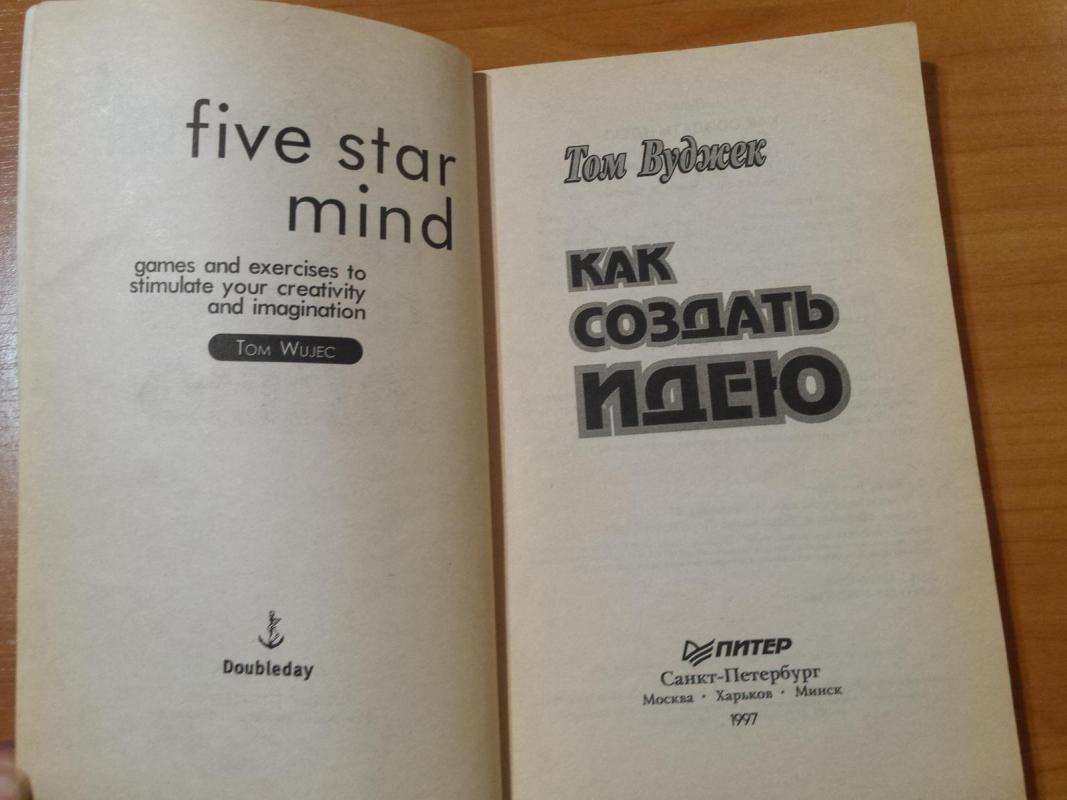 five star
mind
games and exercises to
stimulate your creativity
and imagination
Tom Wujec
Doubleday
Том Вуджек
КАК
СОЗДАТЬ
ИДЕЮ
ПИТЕР
Санкт-Петербург
Москва · Харьков · Минск
1997